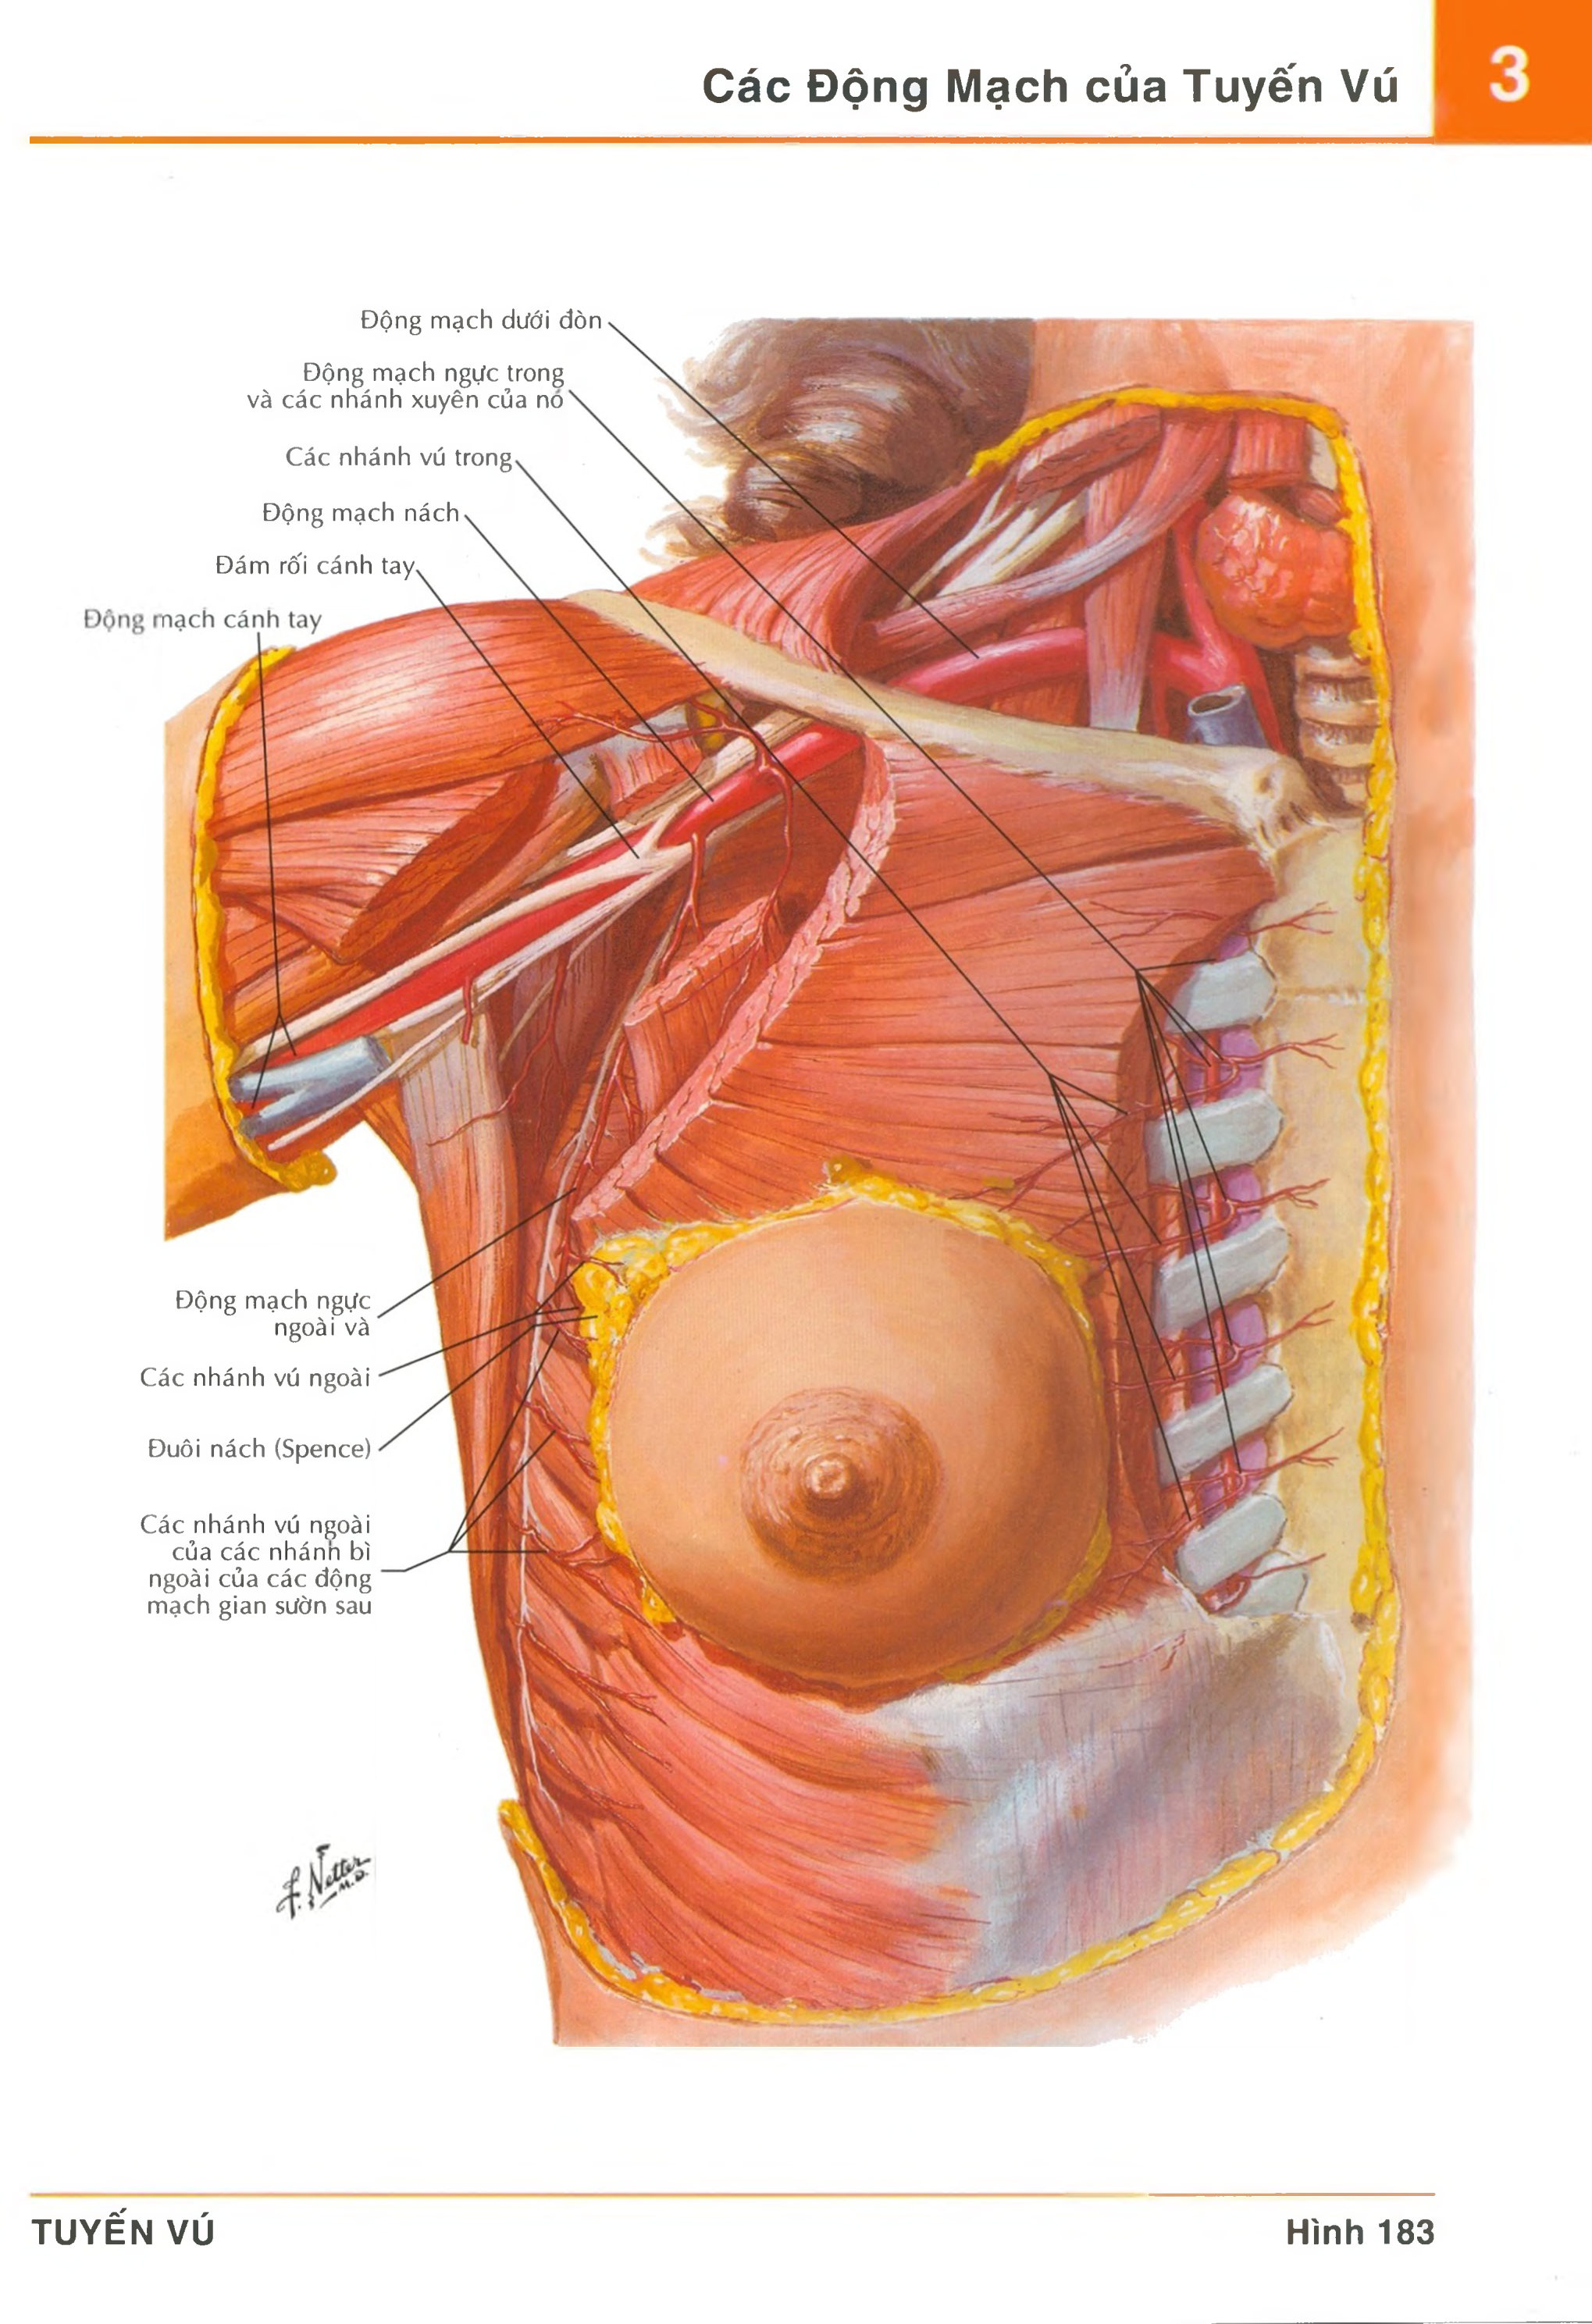 Các Động Mạch của Tuyến Vú
3
Động mạch dưới đòn
Động mạch ngực trong
và các nhánh xuyên của nó
Các nhánh vú trong
Động mạch nách
Đám rối cánh tay
Động mạch cánh tay
Động mạch ngực
ngoài và
Các nhánh vú ngoài
Đuôi nách (Spence)
Các nhánh vú ngoài
của các nhánh bì
ngoài của các động
mạch gian sườn sau
F. Netter
M.D.
TUYẾN VÚ
Hình 183